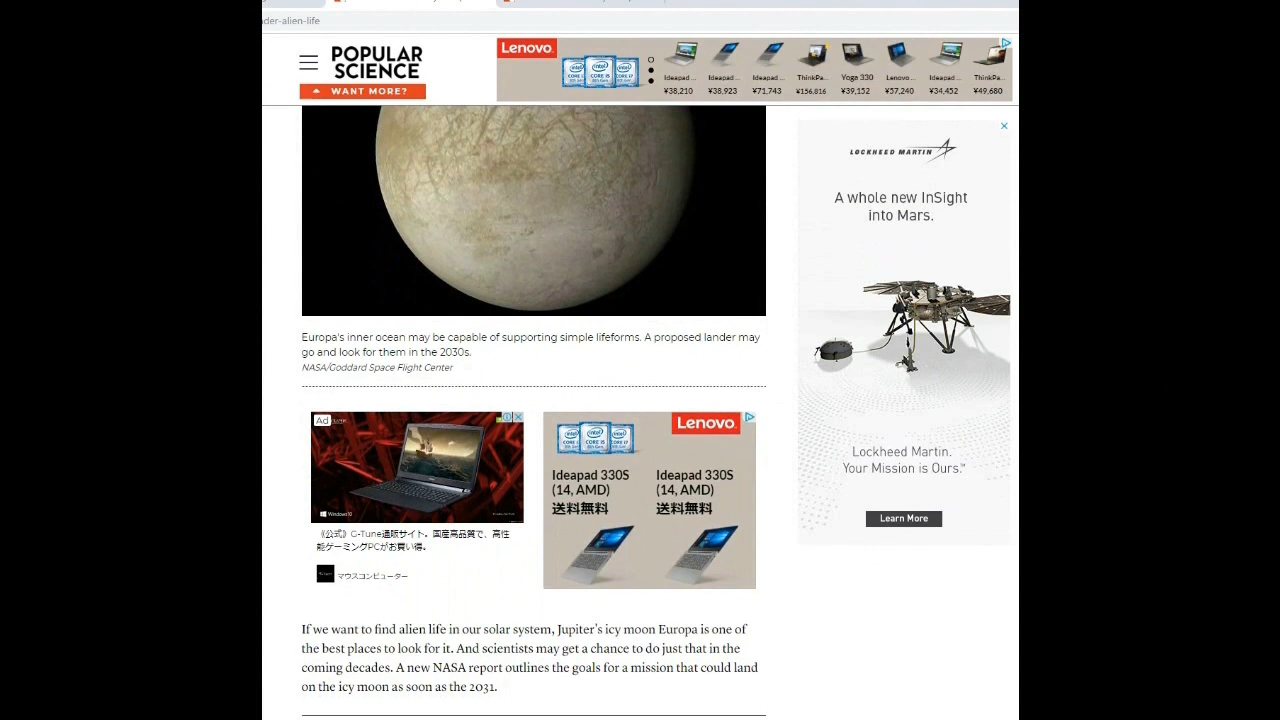 der-alien-life
POPULAR
SCIENCE
WANT MORE?
Lenovo
Ideapad ... Ideapad ... Ideapad ... ThinkPa... Yoga 330 Lenovo ... Ideapad ... ThinkPa...
¥38,210 ¥38,923 ¥71,743 ¥156,816 ¥39,152 ¥57,240 ¥34,452 ¥49,680
Europa's inner ocean may be capable of supporting simple lifeforms. A proposed lander may
go and look for them in the 2030s.
NASA/Goddard Space Flight Center
LOCKHEED MARTIN
A whole new InSight
into Mars.
Lockheed Martin.
Your Mission is Ours.℠
Learn More
Ad
Windows10
《公式》G-Tune通販サイト。国産高品質で、高性
能ゲーミングPCがお買い得。
マウスコンピューター
Lenovo
intel intel intel
CORE i5
Ideapad 330S Ideapad 330S
(14, AMD) (14, AMD)
送料無料 送料無料
If we want to find alien life in our solar system, Jupiter's icy moon Europa is one of
the best places to look for it. And scientists may get a chance to do just that in the
coming decades. A new NASA report outlines the goals for a mission that could land
on the icy moon as soon as the 2031.